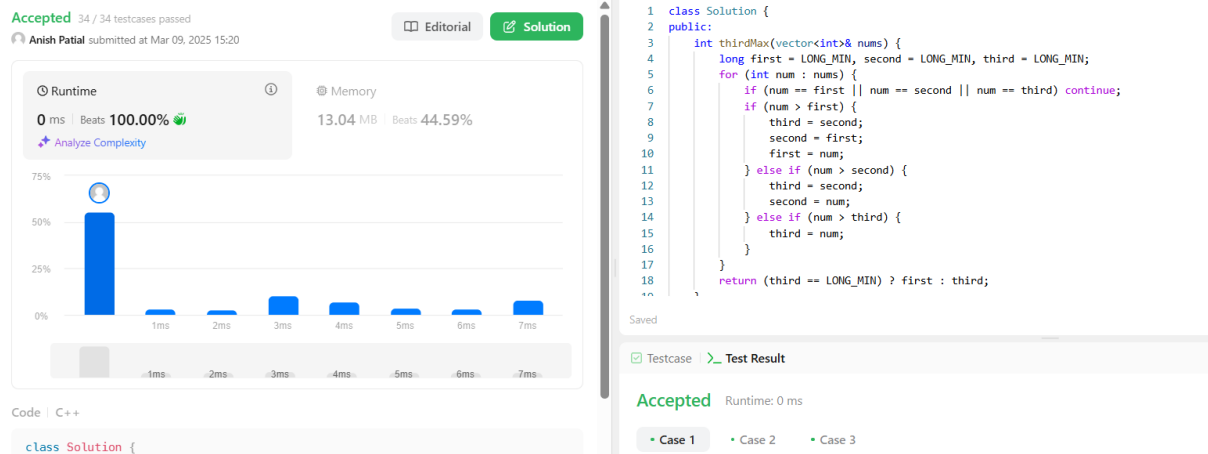 Accepted 34 / 34 testcases passed
Anish Patial submitted at Mar 09, 2025 15:20
Editorial
Solution
Runtime
0 ms | Beats 100.00%
Analyze Complexity
Memory
13.04 MB | Beats 44.59%
75%
50%
25%
0%
1ms 2ms 3ms 4ms 5ms 6ms 7ms
1ms 2ms 3ms 4ms 5ms 6ms 7ms
Code | C++
class Solution {
1 class Solution {
2 public:
3     int thirdMax(vector<int>& nums) {
4         long first = LONG_MIN, second = LONG_MIN, third = LONG_MIN;
5         for (int num : nums) {
6             if (num == first || num == second || num == third) continue;
7             if (num > first) {
8                 third = second;
9                 second = first;
10                 first = num;
11             } else if (num > second) {
12                 third = second;
13                 second = num;
14             } else if (num > third) {
15                 third = num;
16             }
17         }
18         return (third == LONG_MIN) ? first : third;
19     }
Saved
Testcase
Test Result
Accepted Runtime: 0 ms
Case 1 Case 2 Case 3